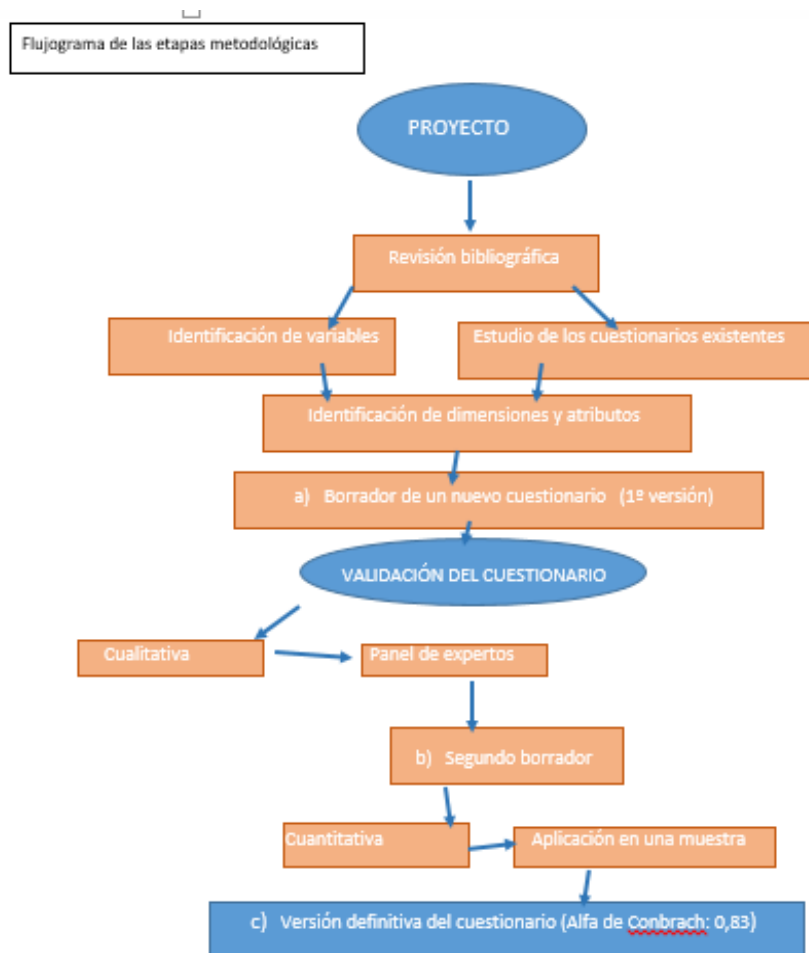 Flujograma de las etapas metodológicas
PROYECTO
Revisión bibliográfica
Identificación de variables
Estudio de los cuestionarios existentes
Identificación de dimensiones y atributos
a) Borrador de un nuevo cuestionario (1º versión)
VALIDACIÓN DEL CUESTIONARIO
Cualitativa
Panel de expertos
b) Segundo borrador
Cuantitativa
Aplicación en una muestra
c) Versión definitiva del cuestionario (Alfa de Conbrach: 0,83)